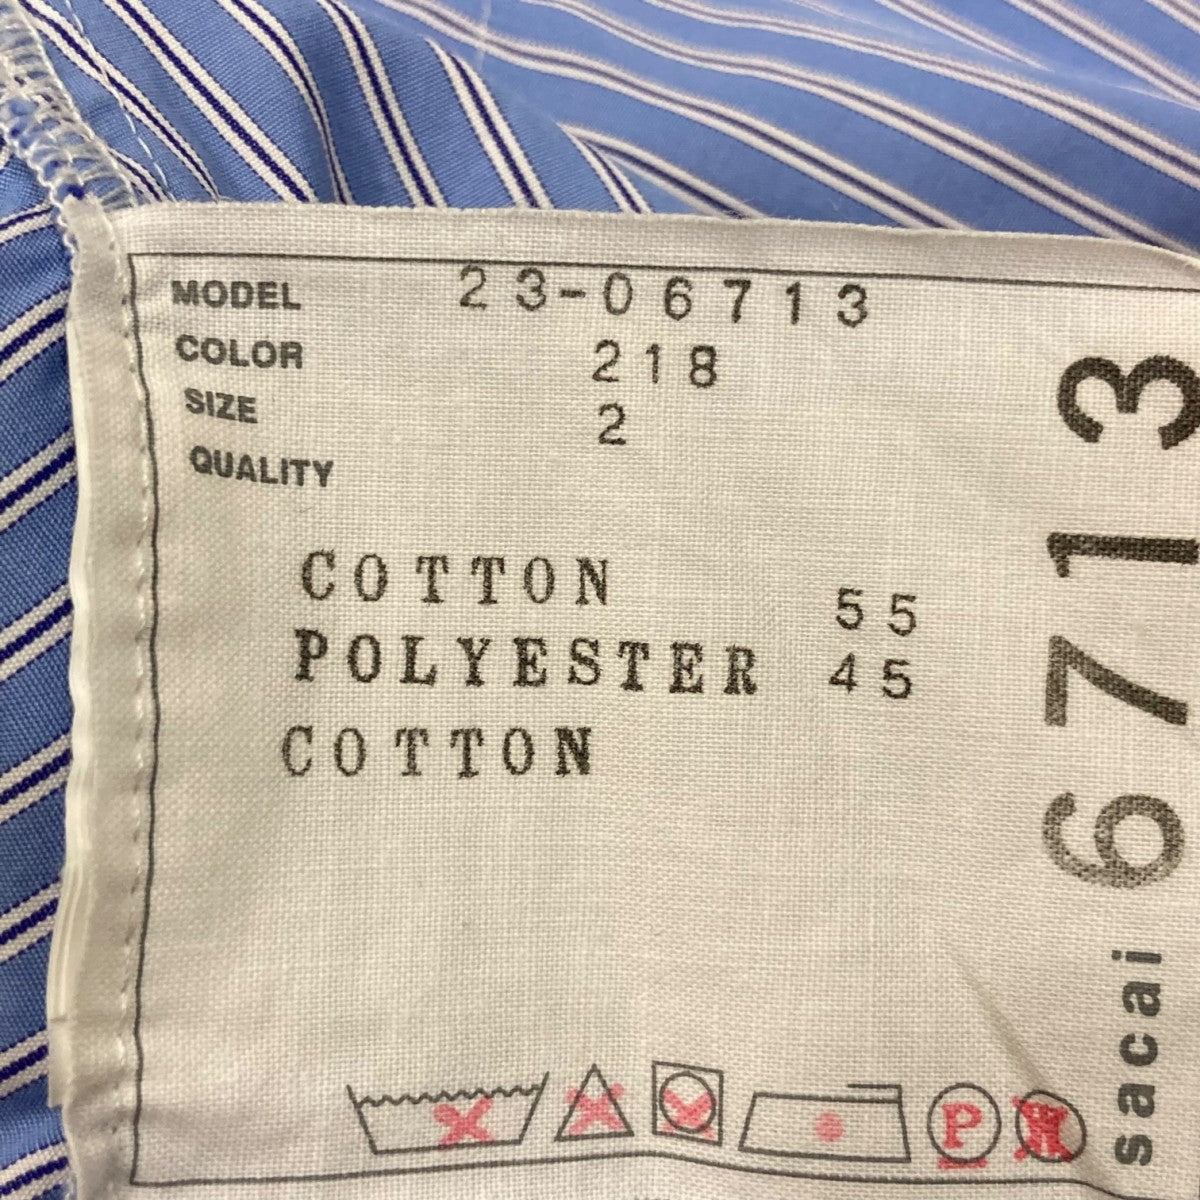 MODEL 23-06713
COLOR 218
SIZE 2
QUALITY
COTTON 55
POLYESTER 45
COTTON
P
W
sacai 6713